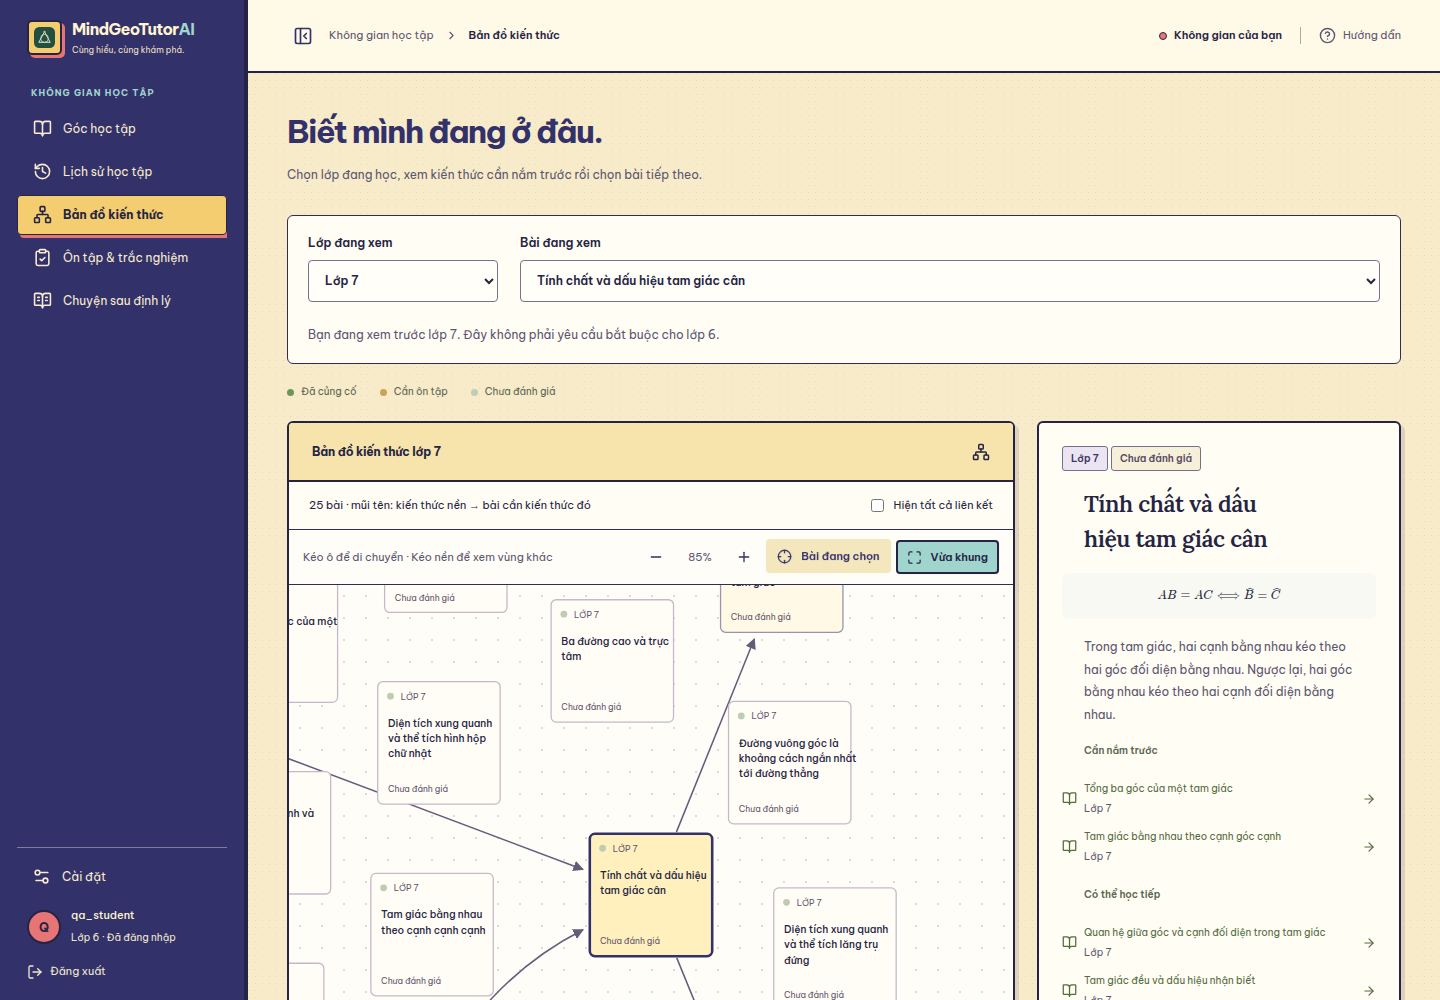 MindGeoTutorAI
Cùng hiểu, cùng khám phá.
KHÔNG GIAN HỌC TẬP
Góc học tập
Lịch sử học tập
Bản đồ kiến thức
Ôn tập & trắc nghiệm
Chuyện sau định lý
Cài đặt
Q
qa_student
Lớp 6 · Đã đăng nhập
Đăng xuất
Không gian học tập > Bản đồ kiến thức
Không gian của bạn
Hướng dẫn
Biết mình đang ở đâu.
Chọn lớp đang học, xem kiến thức cần nắm trước rồi chọn bài tiếp theo.
Lớp đang xem
Lớp 7
Bài đang xem
Tính chất và dấu hiệu tam giác cân
Bạn đang xem trước lớp 7. Đây không phải yêu cầu bắt buộc cho lớp 6.
Đã củng cố
Cần ôn tập
Chưa đánh giá
Bản đồ kiến thức lớp 7
25 bài · mũi tên: kiến thức nền → bài cần kiến thức đó
Hiện tất cả liên kết
Kéo ô để di chuyển · Kéo nền để xem vùng khác
85%
Bài đang chọn
Vừa khung
Chưa đánh giá
c của một
LỚP 7
Ba đường cao và trực
tâm
Chưa đánh giá
Chưa đánh giá
LỚP 7
Diện tích xung quanh
và thể tích hình hộp
chữ nhật
Chưa đánh giá
LỚP 7
Đường vuông góc là
khoảng cách ngắn nhất
tới đường thẳng
Chưa đánh giá
nh và
LỚP 7
Tính chất và dấu hiệu
tam giác cân
Chưa đánh giá
LỚP 7
Tam giác bằng nhau
theo cạnh cạnh cạnh
Chưa đánh giá
LỚP 7
Diện tích xung quanh
và thể tích lăng trụ
đứng
Chưa đánh giá
Lớp 7
Chưa đánh giá
Tính chất và dấu
hiệu tam giác cân
AB = AC ⟺ B̂ = Ĉ
Trong tam giác, hai cạnh bằng nhau kéo theo
hai góc đối diện bằng nhau. Ngược lại, hai góc
bằng nhau kéo theo hai cạnh đối diện bằng
nhau.
Cần nắm trước
Tổng ba góc của một tam giác
Lớp 7
Tam giác bằng nhau theo cạnh góc cạnh
Lớp 7
Có thể học tiếp
Quan hệ giữa góc và cạnh đối diện trong tam giác
Lớp 7
Tam giác đều và dấu hiệu nhận biết
Lớp 7